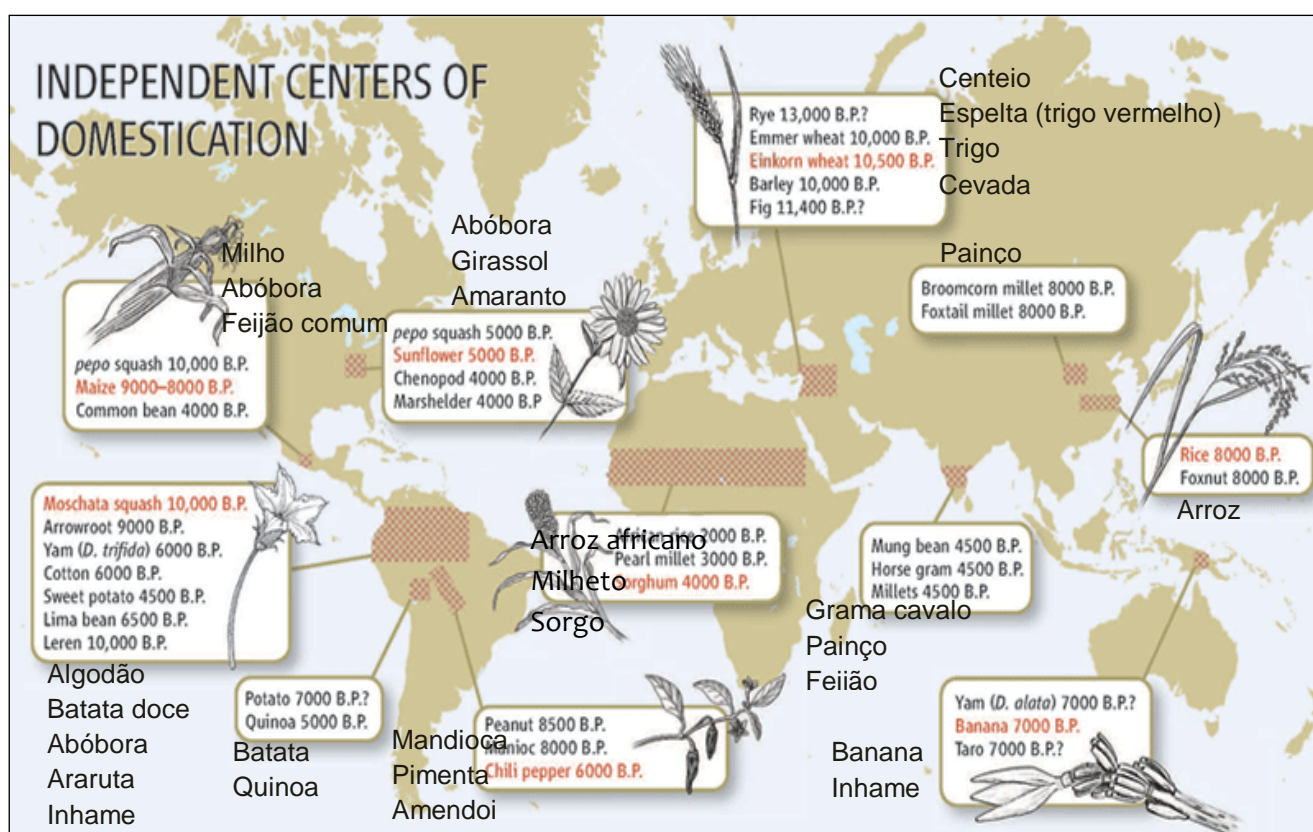 INDEPENDENT CENTERS OF
DOMESTICATION
Rye 13,000 B.P.?
Emmer wheat 10,000 B.P.
Einkorn wheat 10,500 B.P.
Barley 10,000 B.P.
Fig 11,400 B.P.?
Centeio
Espelta (trigo vermelho)
Trigo
Cevada
Milho
Abóbora
Feijão comum
pepo squash 10,000 B.P.
Maize 9000–8000 B.P.
Common bean 4000 B.P.
Abóbora
Girassol
Amaranto
pepo squash 5000 B.P.
Sunflower 5000 B.P.
Chenopod 4000 B.P.
Marshelder 4000 B.P
Painço
Broomcorn millet 8000 B.P.
Foxtail millet 8000 B.P.
Rice 8000 B.P.
Foxnut 8000 B.P.
Arroz
Moschata squash 10,000 B.P.
Arrowroot 9000 B.P.
Yam (D. trifida) 6000 B.P.
Cotton 6000 B.P.
Sweet potato 4500 B.P.
Lima bean 6500 B.P.
Leren 10,000 B.P.
Algodão
Batata doce
Abóbora
Araruta
Inhame
Potato 7000 B.P.?
Quinoa 5000 B.P.
Batata
Quinoa
Arroz africano
Milheto
Sorgo
rice 2000 B.P.
Pearl millet 3000 B.P.
Sorghum 4000 B.P.
Mung bean 4500 B.P.
Horse gram 4500 B.P.
Millets 4500 B.P.
Grama cavalo
Painço
Feiião
Mandioca
Pimenta
Amendoi
Peanut 8500 B.P.
Manioc 8000 B.P.
Chili pepper 6000 B.P.
Yam (D. alata) 7000 B.P.?
Banana 7000 B.P.
Taro 7000 B.P.?
Banana
Inhame